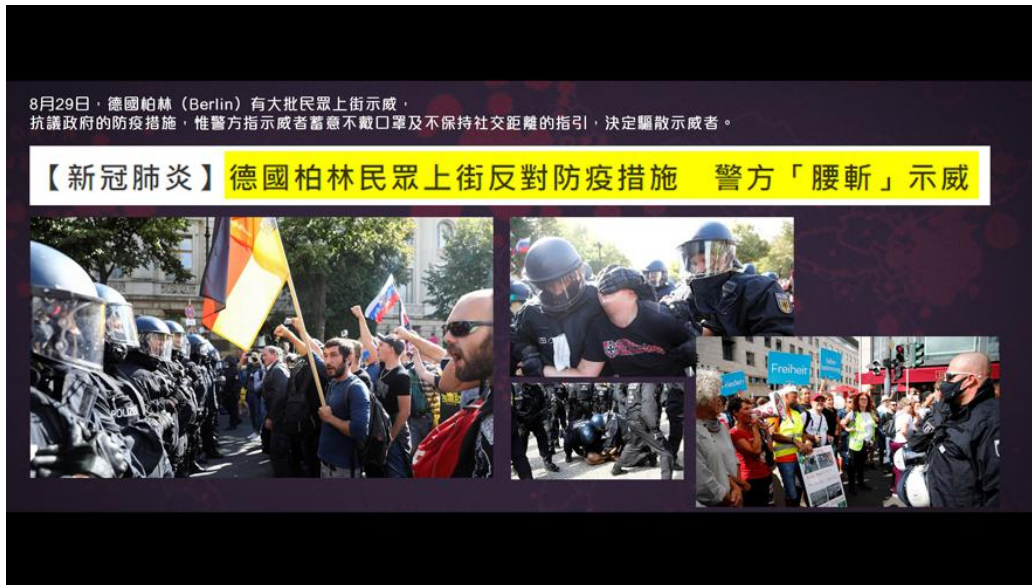 8月29日，德國柏林（Berlin）有大批民眾上街示威，
抗議政府的防疫措施，惟警方指示威者蓄意不戴口罩及不保持社交距離的指引，決定驅散示威者。
【新冠肺炎】德國柏林民眾上街反對防疫措施　警方「腰斬」示威
POLIZEI
Frieden
Freiheit